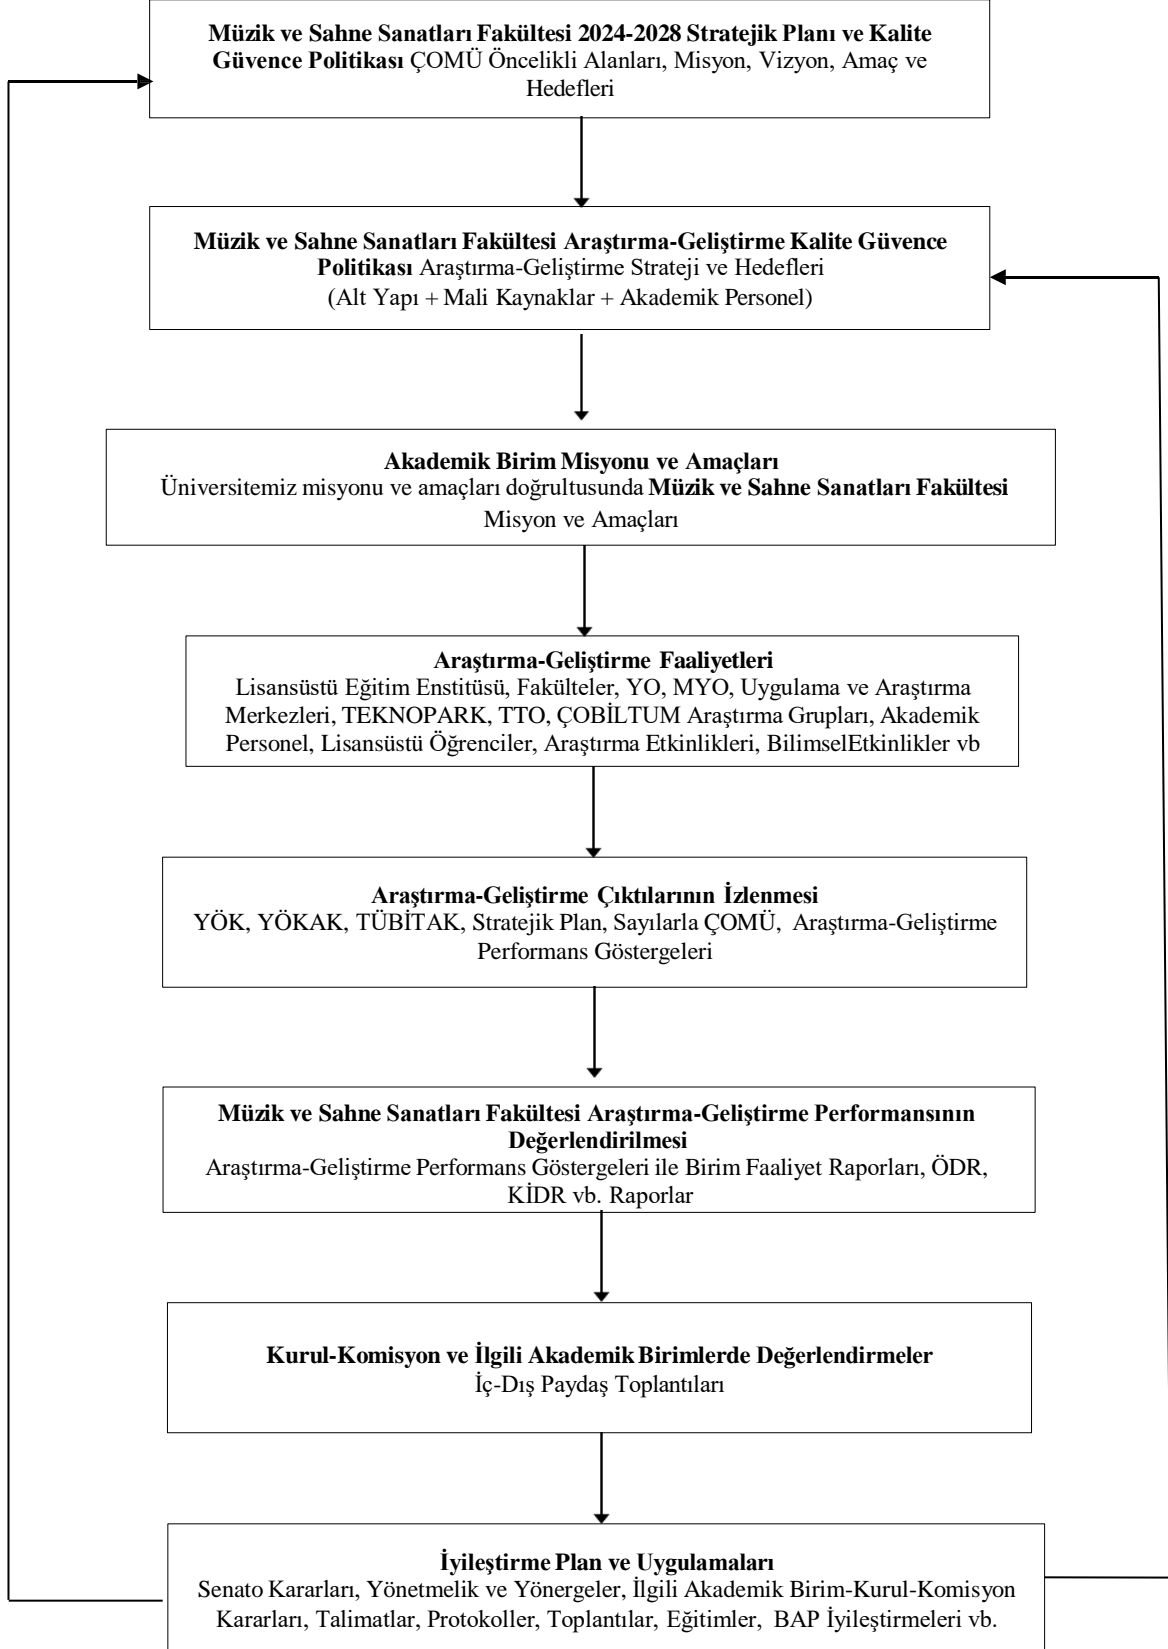 Müzik ve Sahne Sanatları Fakültesi 2024-2028 Stratejik Planı ve Kalite
Güvence Politikası ÇOMÜ Öncelikli Alanları, Misyon, Vizyon, Amaç ve
Hedefleri
Müzik ve Sahne Sanatları Fakültesi Araştırma-Geliştirme Kalite Güvence
Politikası Araştırma-Geliştirme Strateji ve Hedefleri
(Alt Yapı + Mali Kaynaklar + Akademik Personel)
Akademik Birim Misyonu ve Amaçları
Üniversitemiz misyonu ve amaçları doğrultusunda Müzik ve Sahne Sanatları Fakültesi
Misyon ve Amaçları
Araştırma-Geliştirme Faaliyetleri
Lisansüstü Eğitim Enstitüsü, Fakülteler, YO, MYO, Uygulama ve Araştırma
Merkezleri, TEKNOPARK, TTO, ÇOBİLTUM Araştırma Grupları, Akademik
Personel, Lisansüstü Öğrenciler, Araştırma Etkinlikleri, BilimselEtkinlikler vb
Araştırma-Geliştirme Çıktılarının İzlenmesi
YÖK, YÖKAK, TÜBİTAK, Stratejik Plan, Sayılarla ÇOMÜ, Araştırma-Geliştirme
Performans Göstergeleri
Müzik ve Sahne Sanatları Fakültesi Araştırma-Geliştirme Performansının
Değerlendirilmesi
Araştırma-Geliştirme Performans Göstergeleri ile Birim Faaliyet Raporları, ÖDR,
KİDR vb. Raporlar
Kurul-Komisyon ve İlgili Akademik Birimlerde Değerlendirmeler
İç-Dış Paydaş Toplantıları
İyileştirme Plan ve Uygulamaları
Senato Kararları, Yönetmelik ve Yönergeler, İlgili Akademik Birim-Kurul-Komisyon
Kararları, Talimatlar, Protokoller, Toplantılar, Eğitimler, BAP İyileştirmeleri vb.